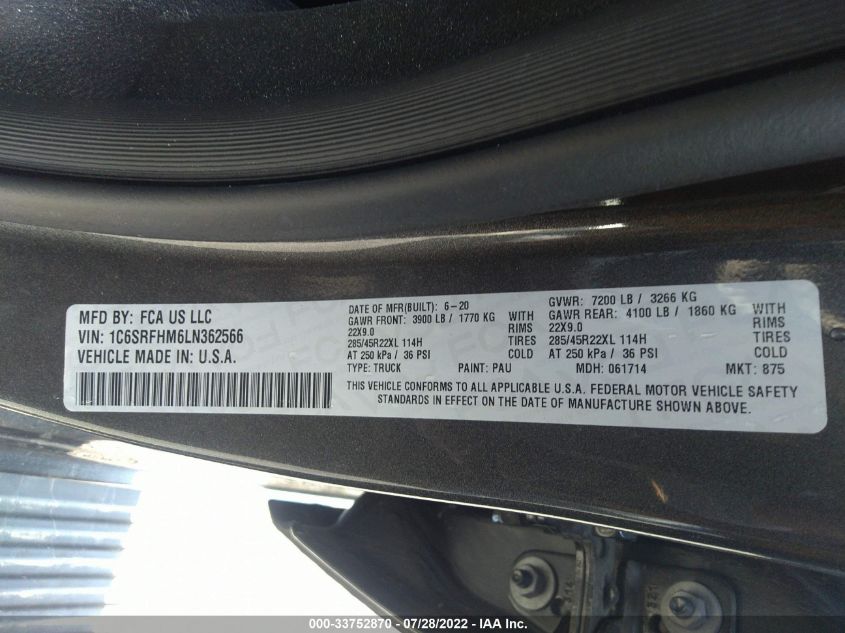 MFD BY: FCA US LLC
VIN: 1C6SRFHM6LN362566
VEHICLE MADE IN U.S.A.
DATE OF MFR(BUILT): 6-20
GAWR FRONT: 3900 LB / 1770 KG WITH
22X9.0 RIMS
285/45R22XL 114H TIRES
AT 250 kPa / 36 PSI COLD
TYPE: TRUCK PAINT: PAU
GVWR: 7200 LB / 3266 KG
GAWR REAR: 4100 LB / 1860 KG WITH
22X9.0 RIMS
285/45R22XL 114H TIRES
AT 250 kPa / 36 PSI COLD
MDH: 061714 MKT: 875
THIS VEHICLE CONFORMS TO ALL APPLICABLE U.S.A. FEDERAL MOTOR VEHICLE SAFETY
STANDARDS IN EFFECT ON THE DATE OF MANUFACTURE SHOWN ABOVE.
000-33752870 - 07/28/2022 - IAA Inc.